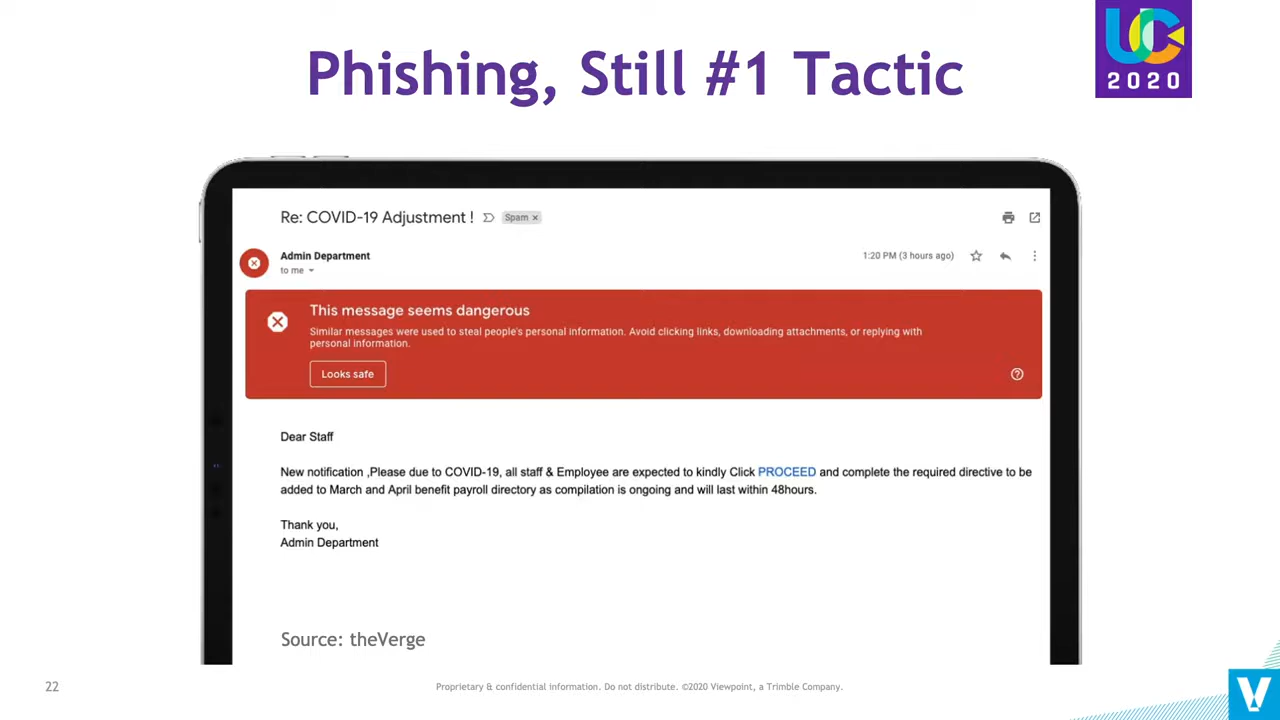 Phishing, Still #1 Tactic
UC
2020
Re: COVID-19 Adjustment !
Spam x
Admin Department
1:20 PM (3 hours ago)
to me
This message seems dangerous
Similar messages were used to steal people's personal information. Avoid clicking links, downloading attachments, or replying with
personal information.
Looks safe
Dear Staff
New notification ,Please due to COVID-19, all staff & Employee are expected to kindly Click PROCEED and complete the required directive to be
added to March and April benefit payroll directory as compilation is ongoing and will last within 48hours.
Thank you,
Admin Department
Source: theVerge
22
Proprietary & confidential information. Do not distribute. ©2020 Viewpoint, a Trimble Company.